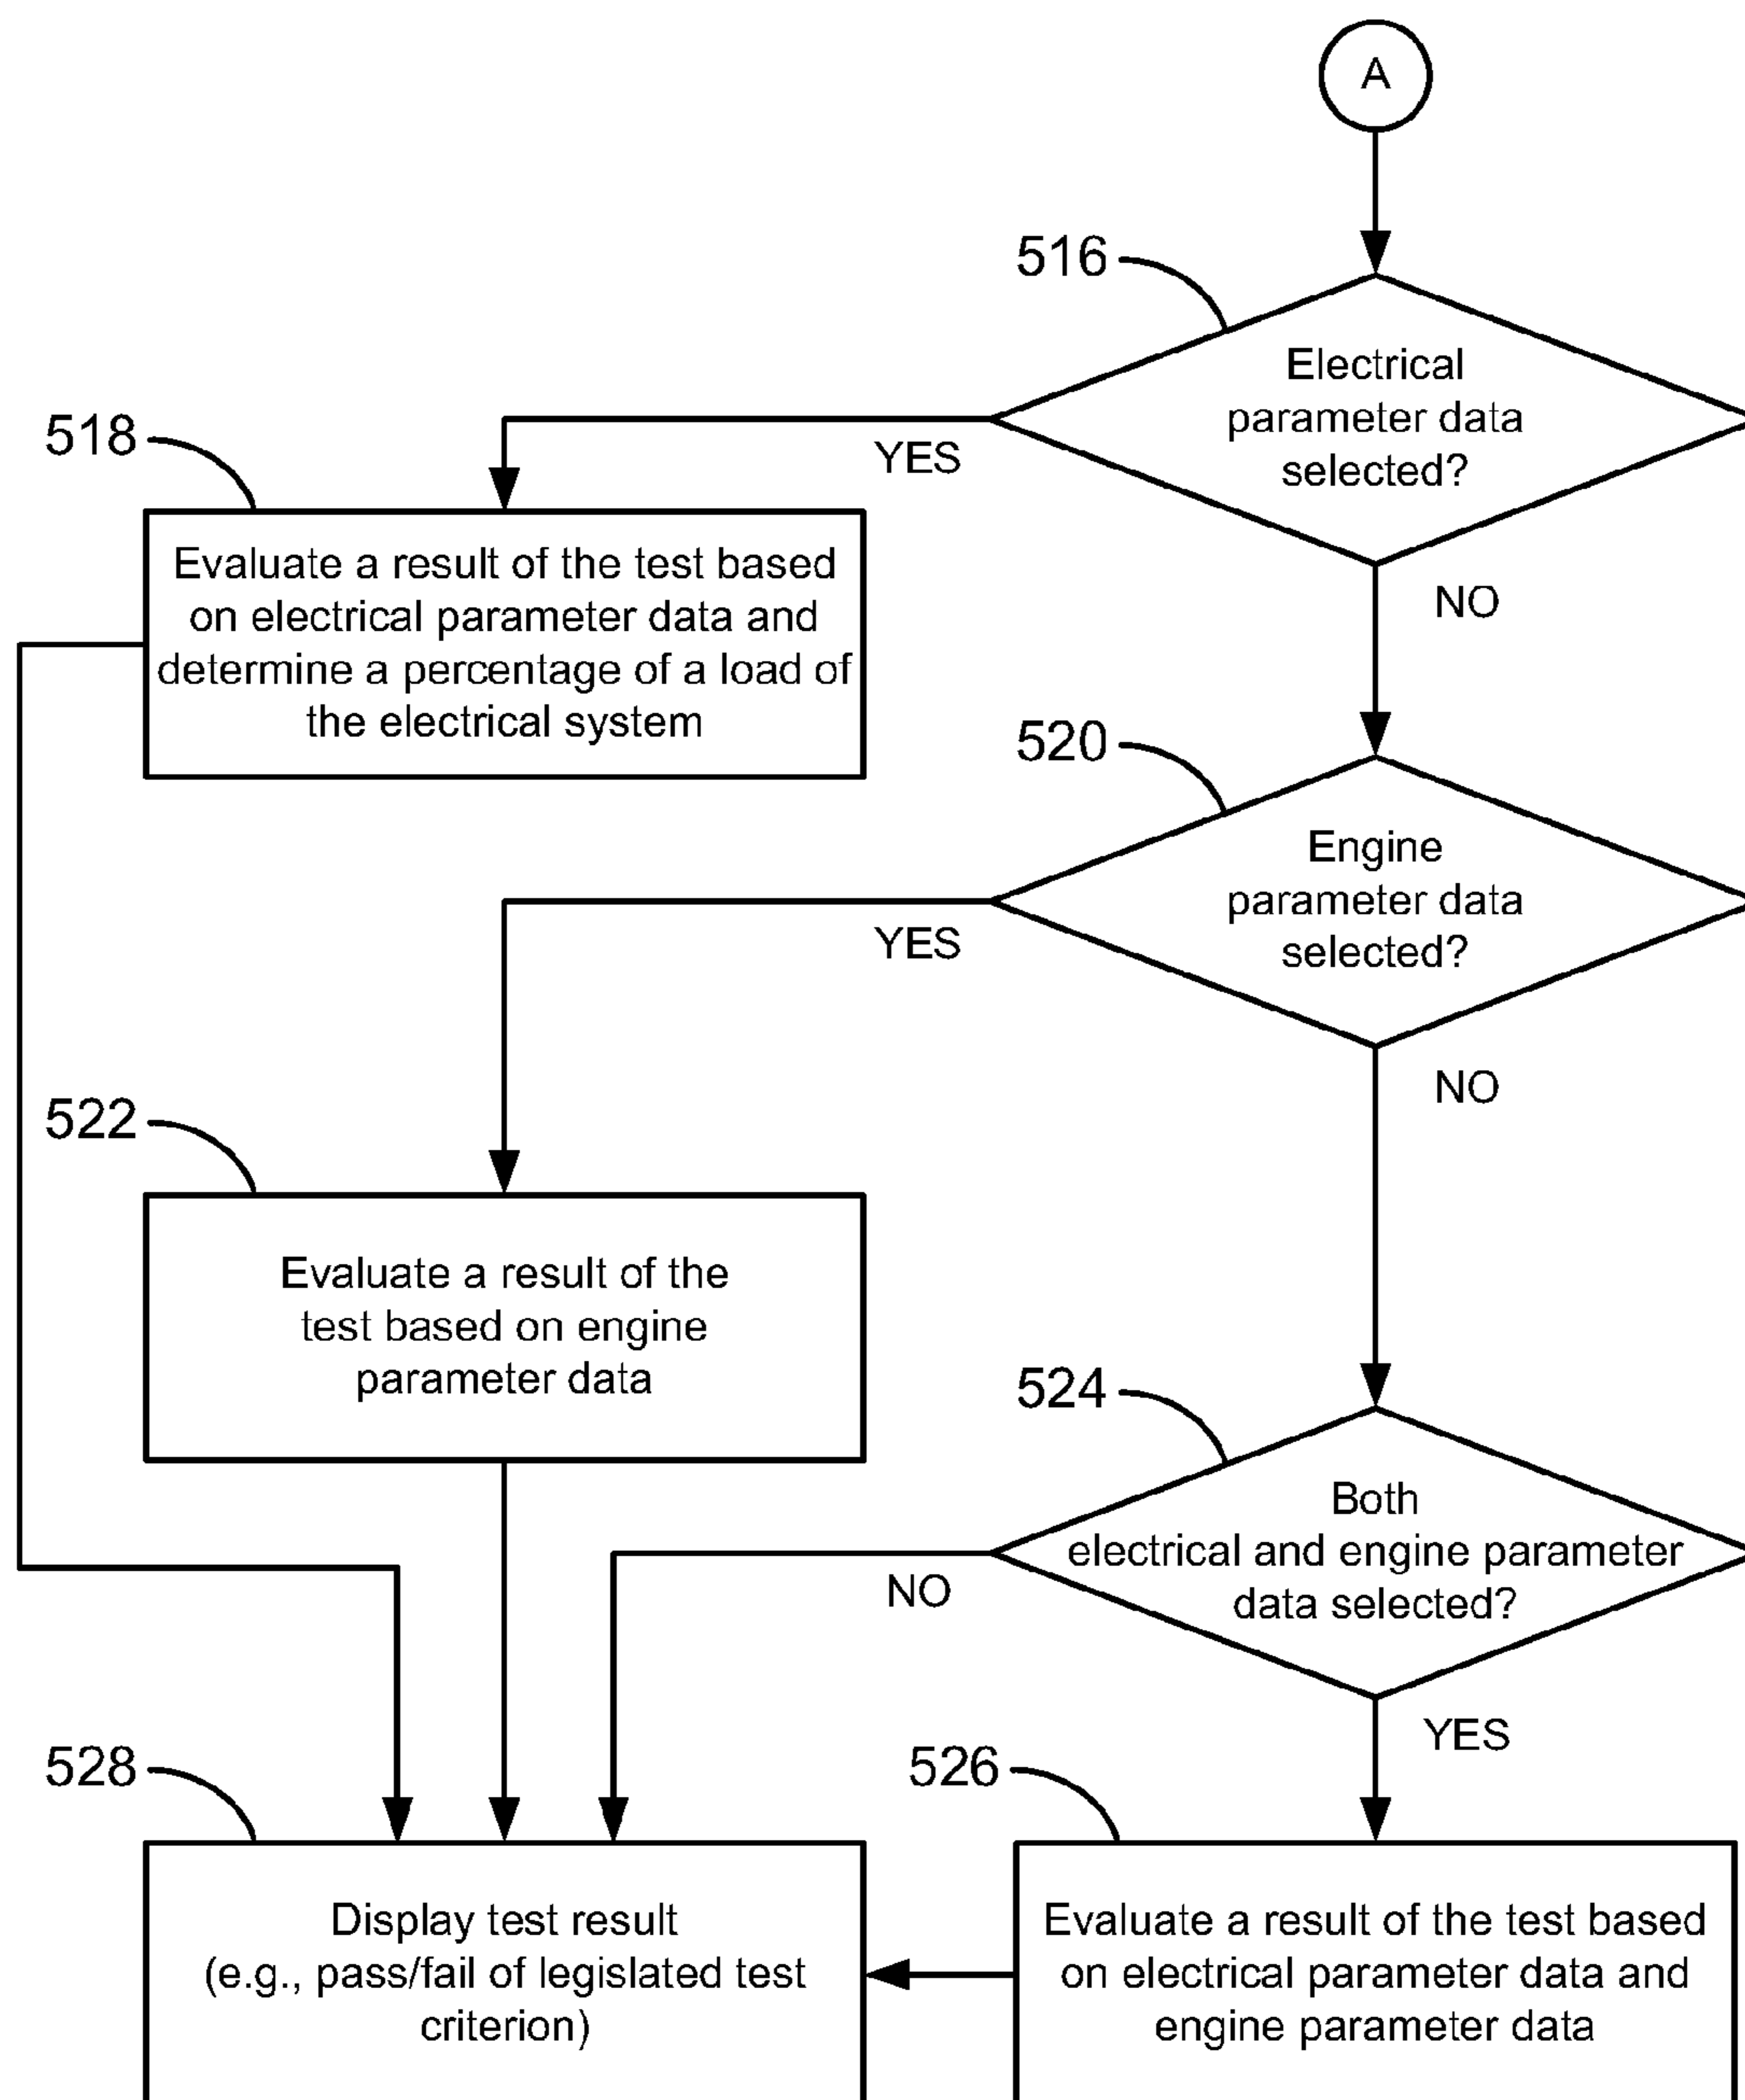 A
516
Electrical
parameter data
selected?
YES
NO
518
Evaluate a result of the test based
on electrical parameter data and
determine a percentage of a load of
the electrical system
520
Engine
parameter data
selected?
YES
NO
522
Evaluate a result of the
test based on engine
parameter data
524
Both
electrical and engine parameter
data selected?
NO
YES
528
Display test result
(e.g., pass/fail of legislated test
criterion)
526
Evaluate a result of the test based
on electrical parameter data and
engine parameter data